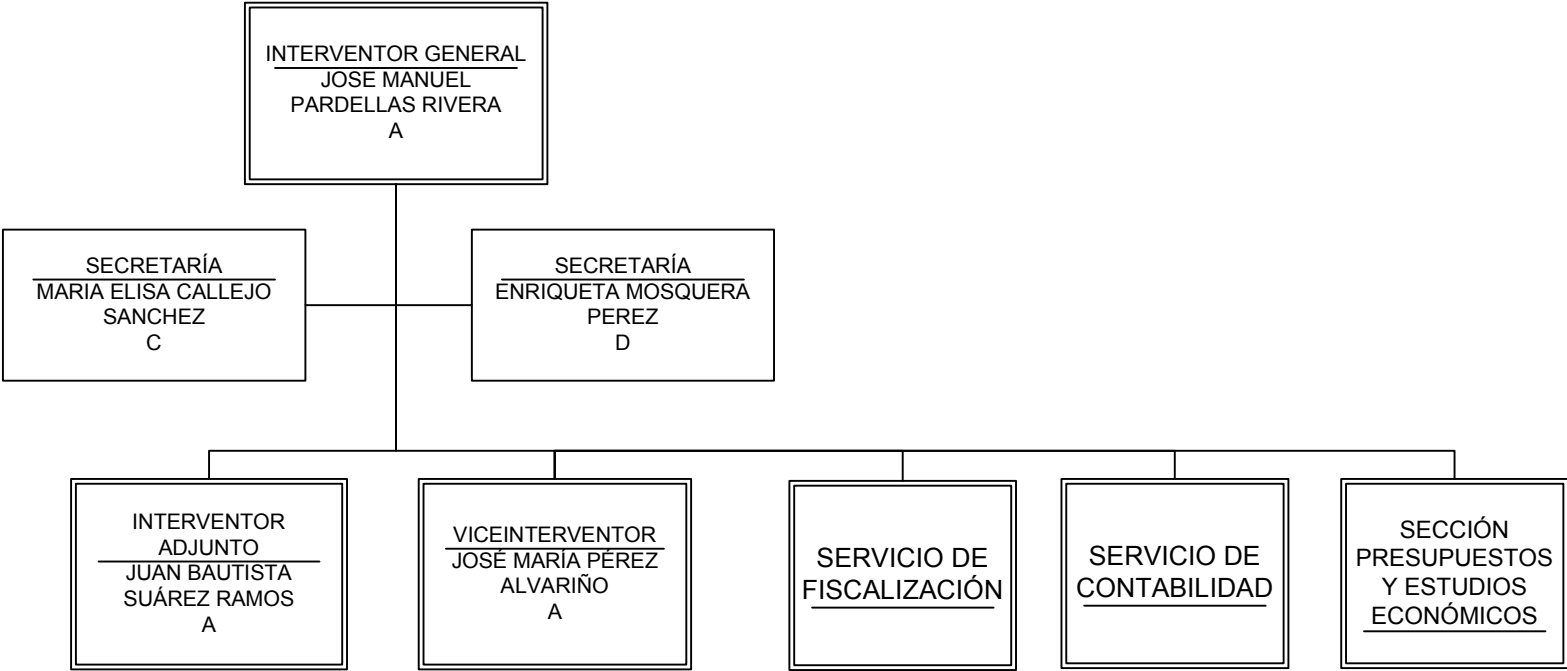 INTERVENTOR GENERAL
JOSE MANUEL
PARDELLAS RIVERA
A
SECRETARÍA
MARIA ELISA CALLEJO
SANCHEZ
C
SECRETARÍA
ENRIQUETA MOSQUERA
PEREZ
D
INTERVENTOR
ADJUNTO
JUAN BAUTISTA
SUÁREZ RAMOS
A
VICEINTERVENTOR
JOSÉ MARÍA PÉREZ
ALVARIÑO
A
SERVICIO DE
FISCALIZACIÓN
SERVICIO DE
CONTABILIDAD
SECCIÓN
PRESUPUESTOS
Y ESTUDIOS
ECONÓMICOS